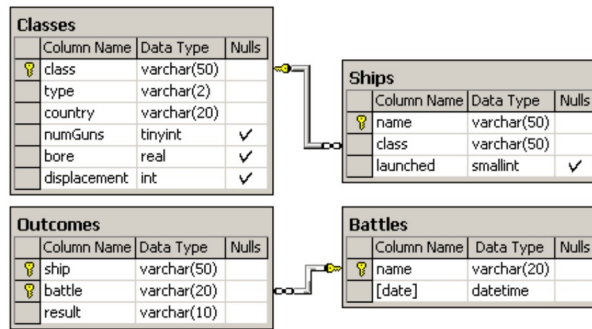 Classes
Column Name Data Type Nulls
class varchar(50)
type varchar(2)
country varchar(20)
numGuns tinyint
bore real
displacement int
Ships
Column Name Data Type Nulls
name varchar(50)
class varchar(50)
launched smallint
Outcomes
Column Name Data Type Nulls
ship varchar(50)
battle varchar(20)
result varchar(10)
Battles
Column Name Data Type Nulls
name varchar(20)
[date] datetime